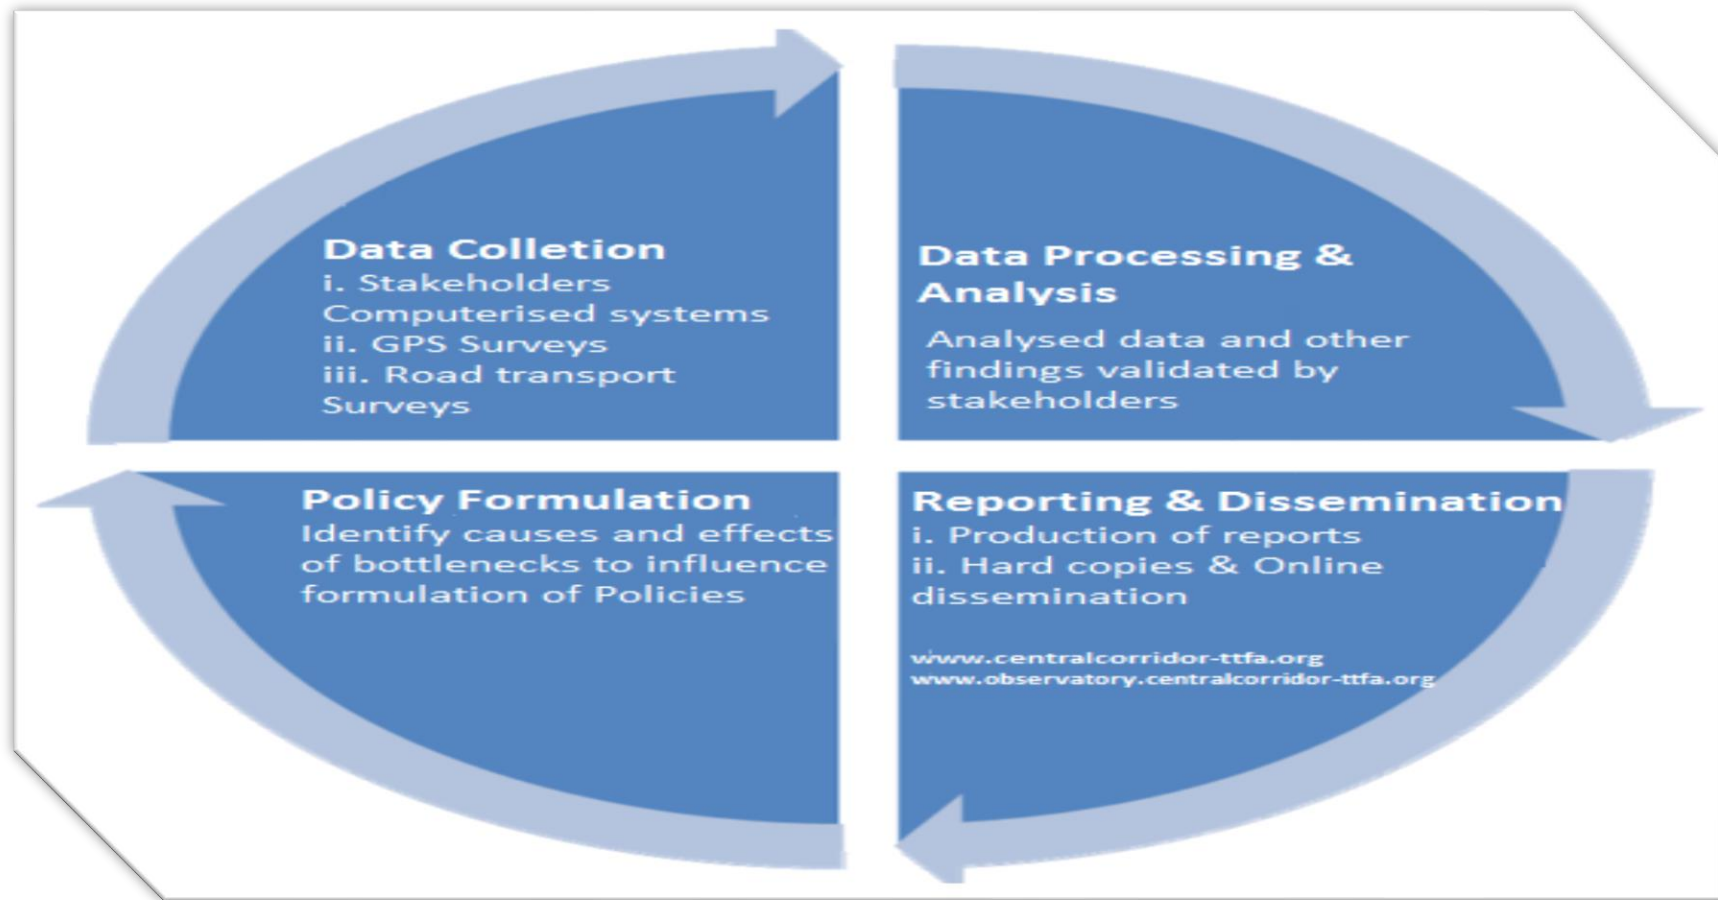 Data Colletion
i. Stakeholders
Computerised systems
ii. GPS Surveys
iii. Road transport
Surveys
Data Processing &
Analysis
Analysed data and other
findings validated by
stakeholders
Policy Formulation
Identify causes and effects
of bottlenecks to influence
formulation of Policies
Reporting & Dissemination
i. Production of reports
ii. Hard copies & Online
dissemination
www.centralcorridor-ttfa.org
www.observatory.centralcorridor-ttfa.org